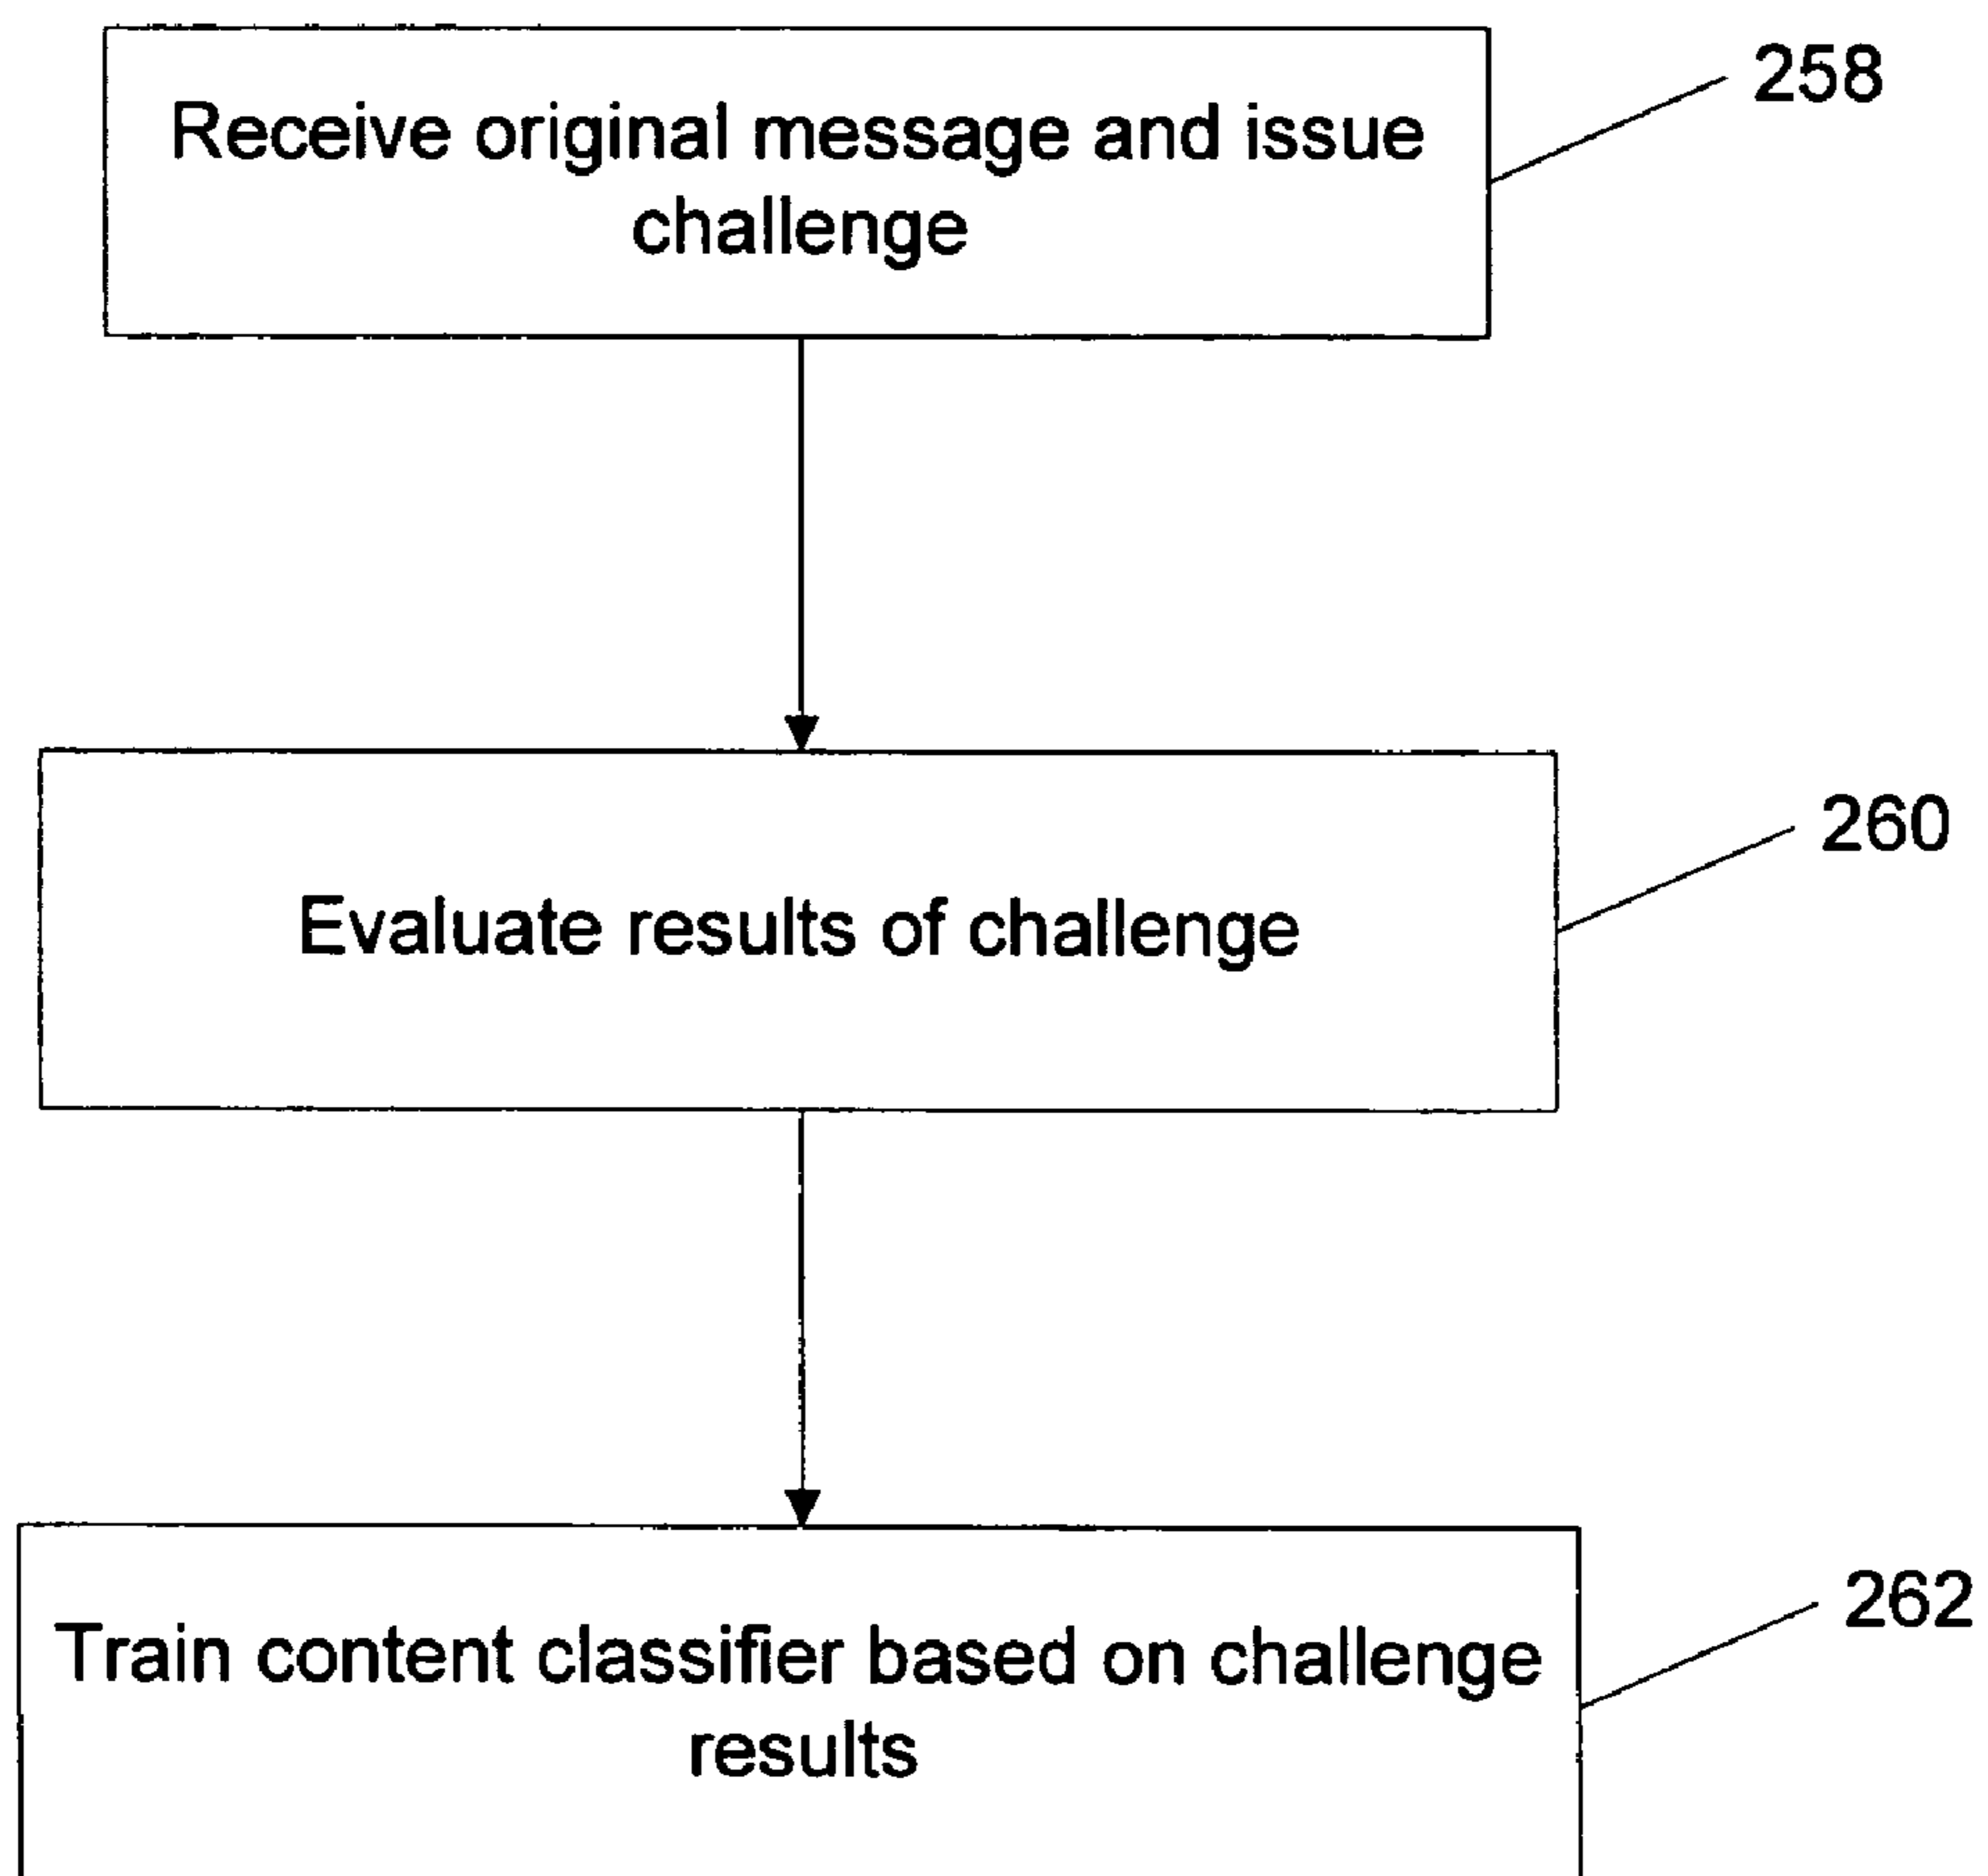 258
Receive original message and issue
challenge
260
Evaluate results of challenge
262
Train content classifier based on challenge
results